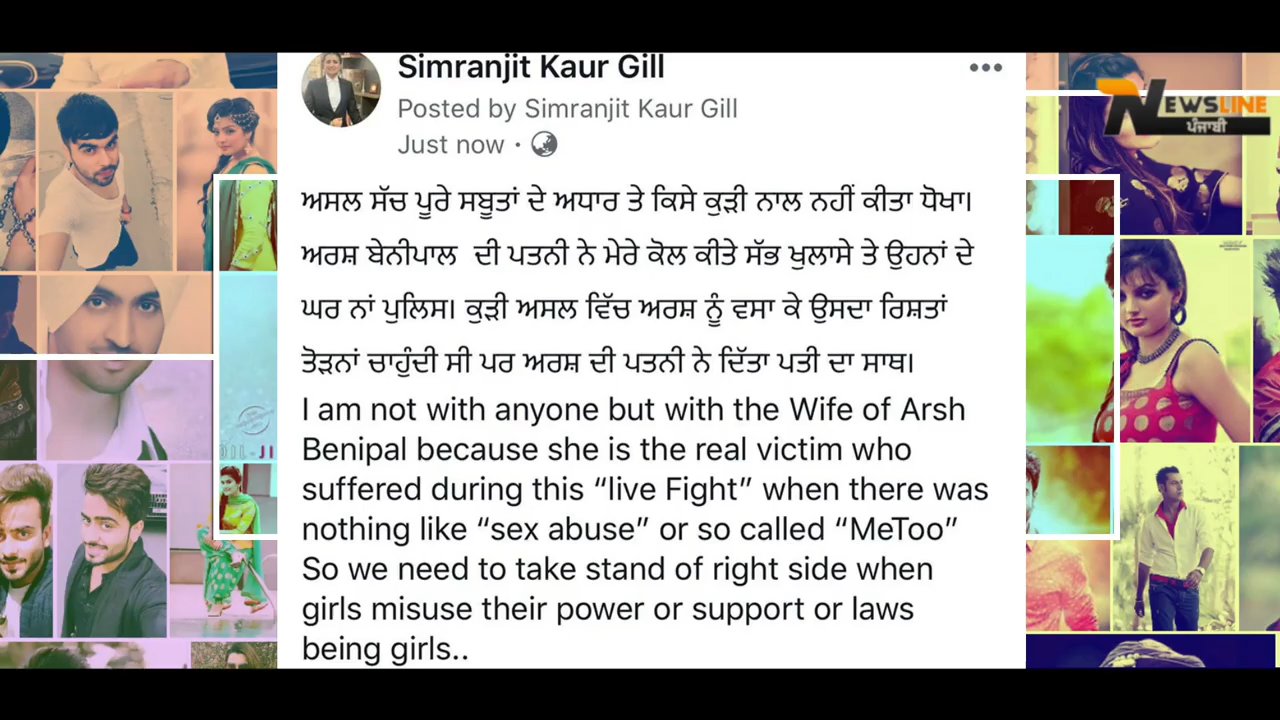 Simranjit Kaur Gill
Posted by Simranjit Kaur Gill
Just now ·
NEWSLINE
ਪੰਜਾਬੀ
ਅਸਲ ਸੱਚ ਪੂਰੇ ਸਬੂਤਾਂ ਦੇ ਅਧਾਰ ਤੇ ਕਿਸੇ ਕੁੜੀ ਨਾਲ ਨਹੀਂ ਕੀਤਾ ਧੋਖਾ।
ਅਰਸ਼ ਬੇਨੀਪਾਲ ਦੀ ਪਤਨੀ ਨੇ ਮੇਰੇ ਕੋਲ ਕੀਤੇ ਸੱਭ ਖੁਲਾਸੇ ਤੇ ਉਹਨਾਂ ਦੇ
ਘਰ ਨਾਂ ਪੁਲਿਸ। ਕੁੜੀ ਅਸਲ ਵਿੱਚ ਅਰਸ਼ ਨੂੰ ਵਸਾ ਕੇ ਉਸਦਾ ਰਿਸ਼ਤਾਂ
ਤੋੜਨਾਂ ਚਾਹੁੰਦੀ ਸੀ ਪਰ ਅਰਸ਼ ਦੀ ਪਤਨੀ ਨੇ ਦਿੱਤਾ ਪਤੀ ਦਾ ਸਾਥ।
I am not with anyone but with the Wife of Arsh
Benipal because she is the real victim who
suffered during this “live Fight” when there was
nothing like “sex abuse” or so called “MeToo”
So we need to take stand of right side when
girls misuse their power or support or laws
being girls..